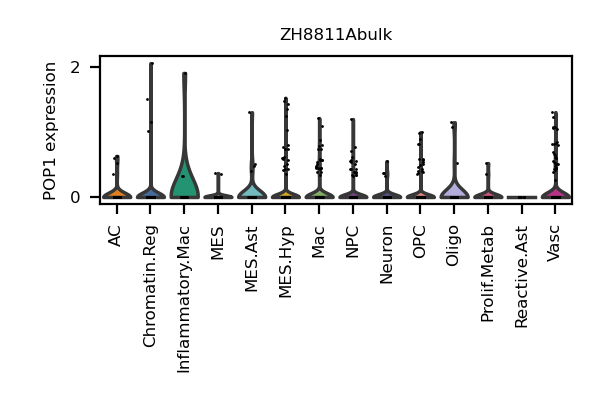 ZH8811Abulk
POP1 expression
2
0
AC
Chromatin.Reg
Inflammatory.Mac
MES
MES.Ast
MES.Hyp
Mac
NPC
Neuron
OPC
Oligo
Prolif.Metab
Reactive.Ast
Vasc